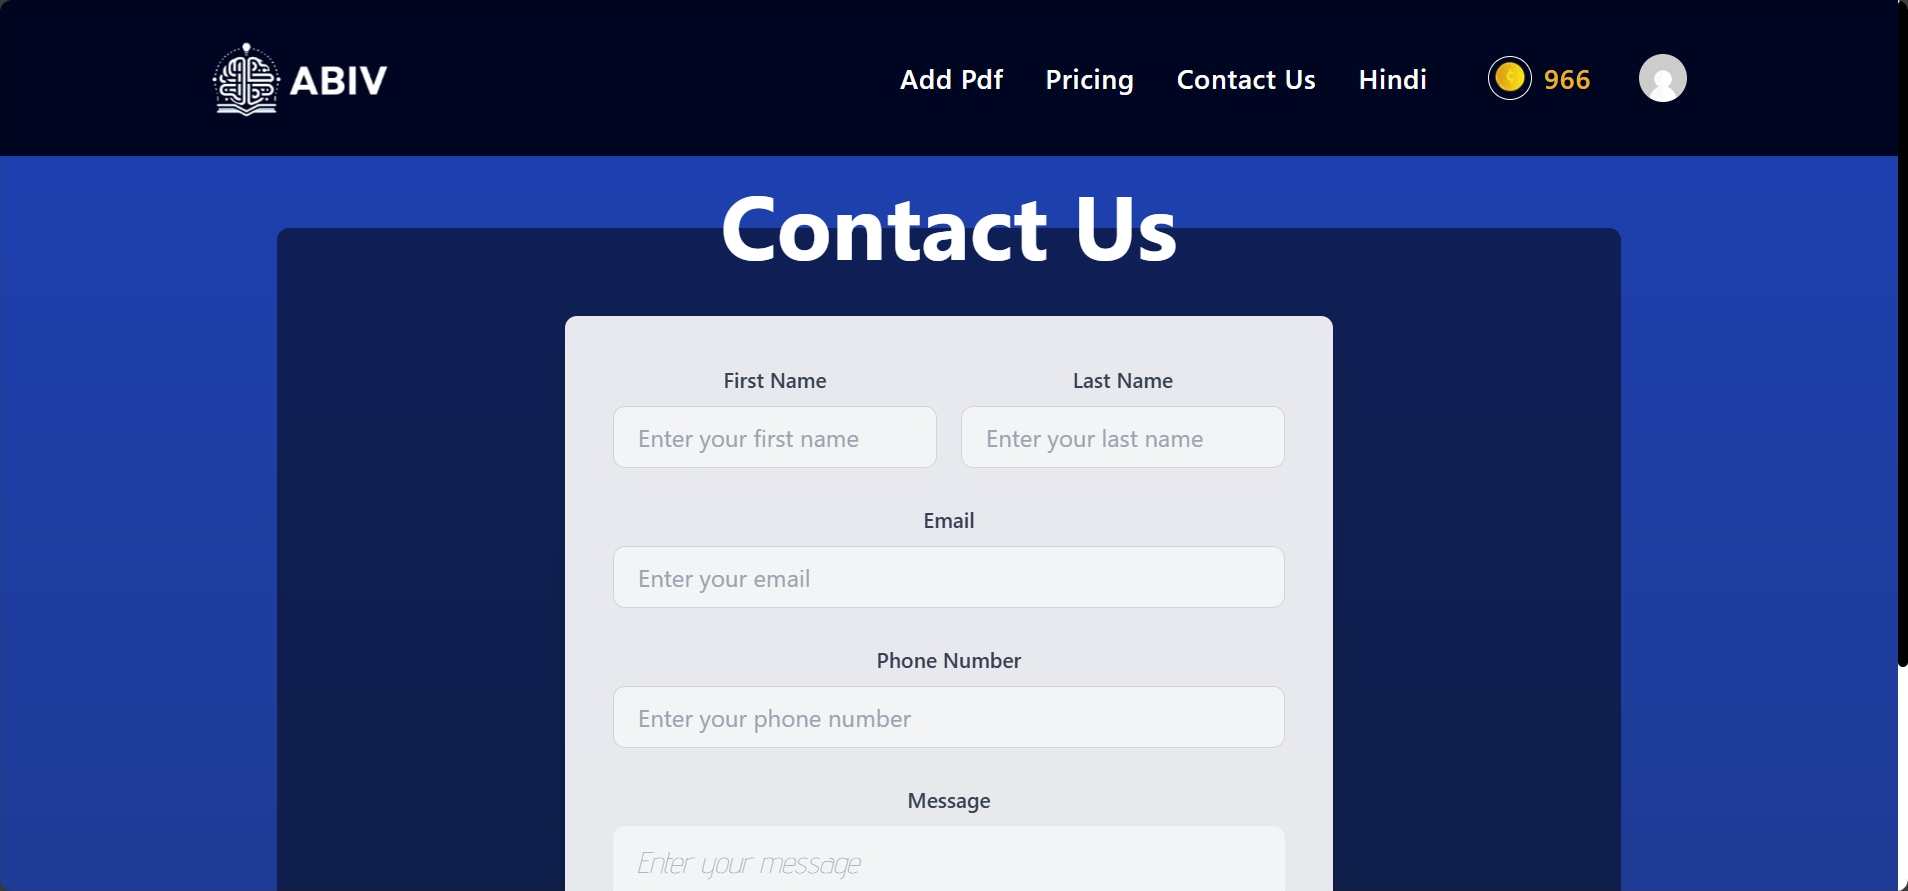 ABIV
Add Pdf Pricing Contact Us Hindi 966
Contact Us
First Name Last Name
Enter your first name Enter your last name
Email
Enter your email
Phone Number
Enter your phone number
Message
Enter your message